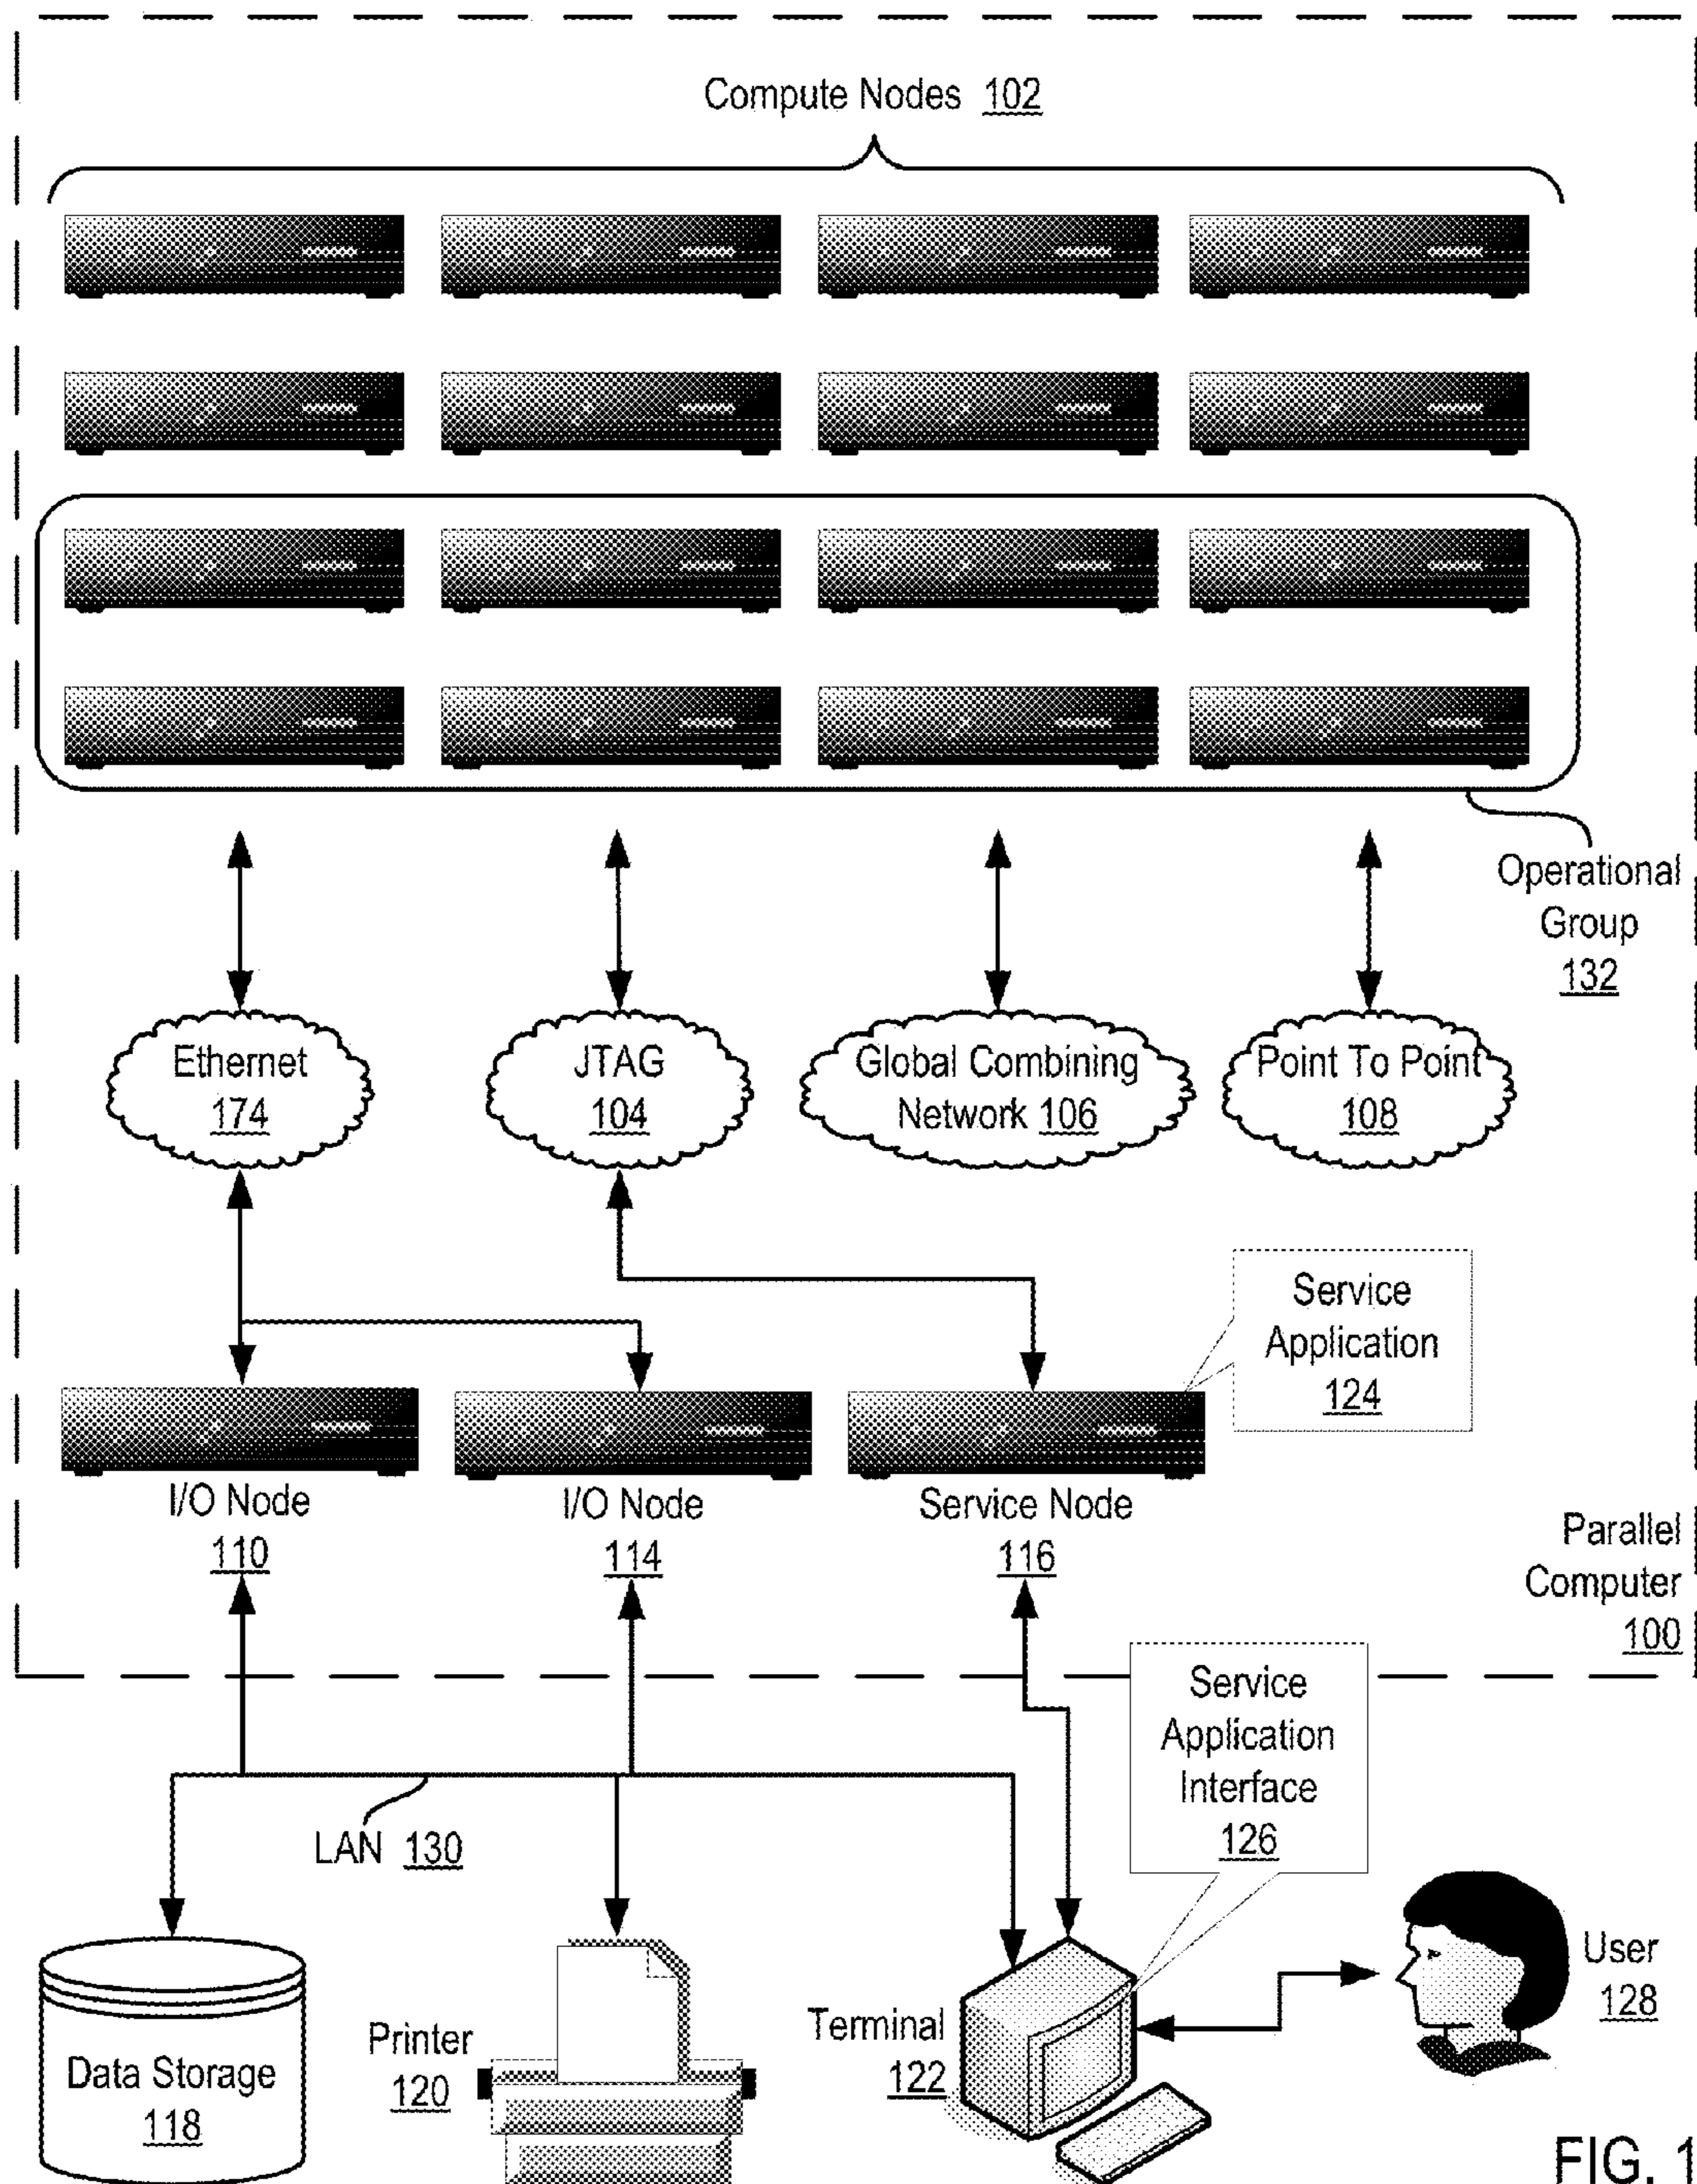 Compute Nodes 102
Operational
Group
132
Ethernet
174
JTAG
104
Global Combining
Network 106
Point To Point
108
Service
Application
124
I/O Node
110
I/O Node
114
Service Node
116
Parallel
Computer
100
Service
Application
Interface
126
LAN 130
Data Storage
118
Printer
120
Terminal
122
User
128
FIG. 1